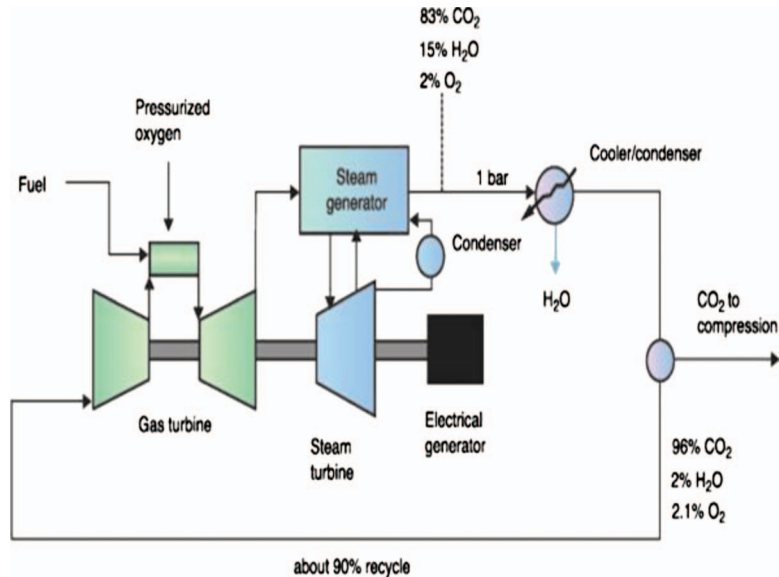 83% CO₂
15% H₂O
2% O₂
Pressurized
oxygen
Fuel
Steam
generator
1 bar
Cooler/condenser
Condenser
H₂O
CO₂ to
compression
Gas turbine
Steam
turbine
Electrical
generator
96% CO₂
2% H₂O
2.1% O₂
about 90% recycle